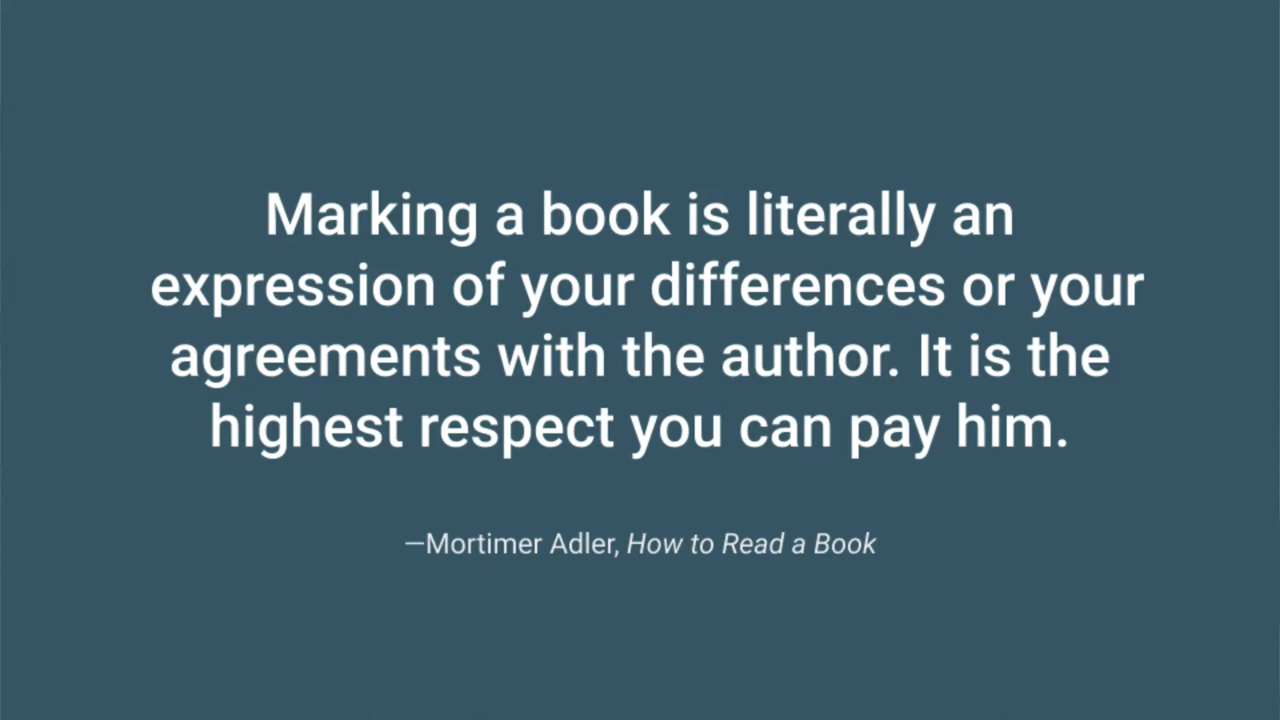 Marking a book is literally an
expression of your differences or your
agreements with the author. It is the
highest respect you can pay him.
—Mortimer Adler, How to Read a Book